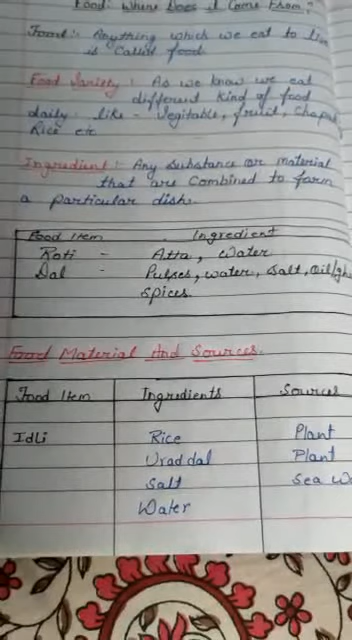 Food: Where Does it Come From?
Food: Anything which we eat to live
is called food.
Food Variety: As we know we eat
different kind of food
daily. like - Vegitable, fruit,
Rice etc
Ingredient: Any substance or material
that are combined to form
a particular dish.
Food Item Ingredient
Roti - Atta, water
Dal - Pulses, water, Salt, Oil/
spices.
Food Material And Sources.
Food Item Ingredients Sources
Idli Rice Plant
Urad dal Plant
Salt Sea
Water